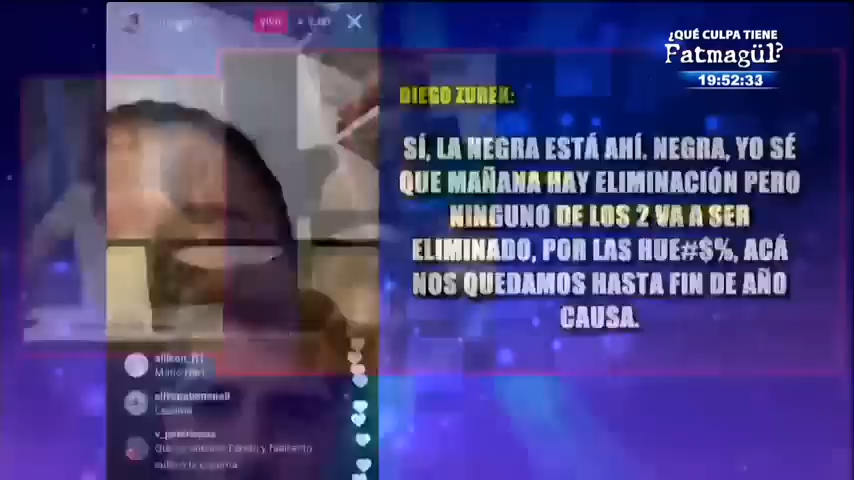 vivo
¿QUÉ CULPA TIENE
Fatmagül?
19:52:33
DIEGO ZUREK:
SÍ, LA NEGRA ESTÁ AHÍ. NEGRA, YO SÉ
QUE MAÑANA HAY ELIMINACIÓN PERO
NINGUNO DE LOS 2 VA A SER
ELIMINADO, POR LAS HUE#$%, ACÁ
NOS QUEDAMOS HASTA FIN DE AÑO
CAUSA.